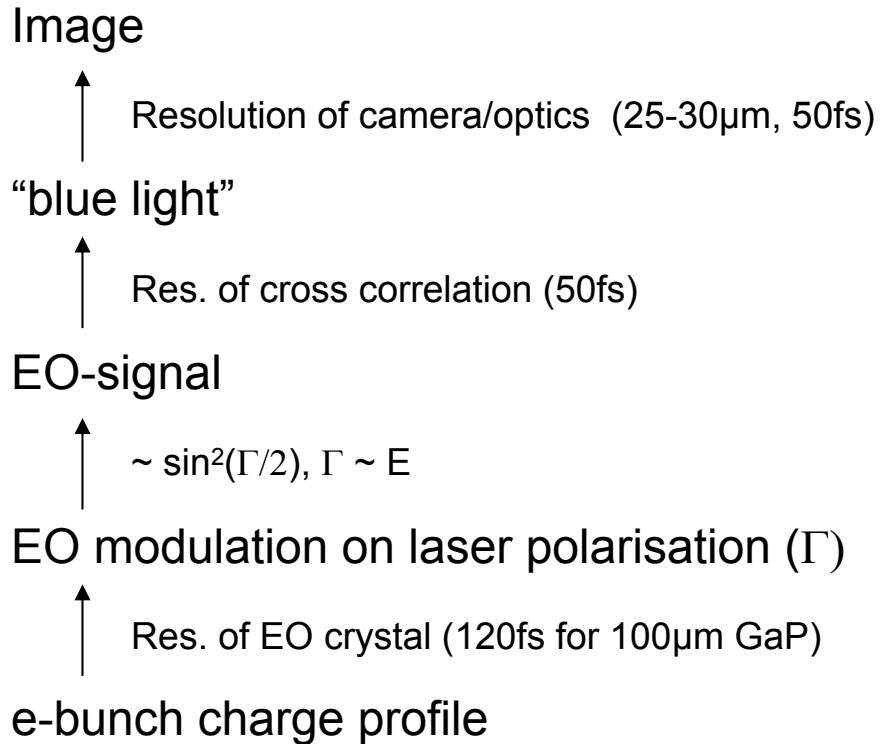 Image
Resolution of camera/optics (25-30µm, 50fs)
“blue light”
Res. of cross correlation (50fs)
EO-signal
~ sin²(Γ/2), Γ ~ E
EO modulation on laser polarisation (Γ)
Res. of EO crystal (120fs for 100µm GaP)
e-bunch charge profile